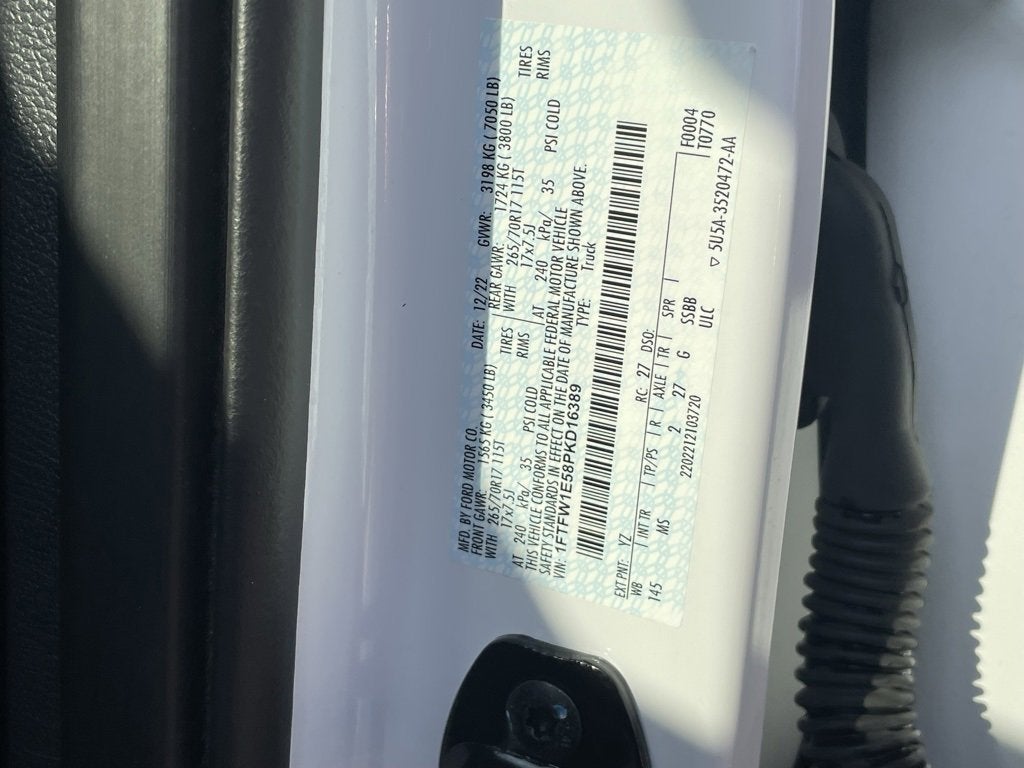 MFD. BY FORD MOTOR CO.
DATE: 12/22 GVWR: 3198 KG ( 7050 LB)
FRONT GAWR: 1565 KG ( 3450 LB) REAR GAWR: 1724 KG ( 3800 LB)
WITH 265/70R17 115T TIRES WITH 265/70R17 115T TIRES
17x7.5J RIMS 17x7.5J RIMS
AT 240 kPa/ 35 PSI COLD AT 240 kPa/ 35 PSI COLD
THIS VEHICLE CONFORMS TO ALL APPLICABLE FEDERAL MOTOR VEHICLE
SAFETY STANDARDS IN EFFECT ON THE DATE OF MANUFACTURE SHOWN ABOVE.
VIN: 1FTFW1E58PKD16389 TYPE: Truck
EXT PNT: YZ RC: 27 DSO: F0004
WB INT TR TP/PS R AXLE TR SPR T0770
145 MS 2 27 G SSBB
2202212103720 ULC
▽ 5U5A-3520472-AA